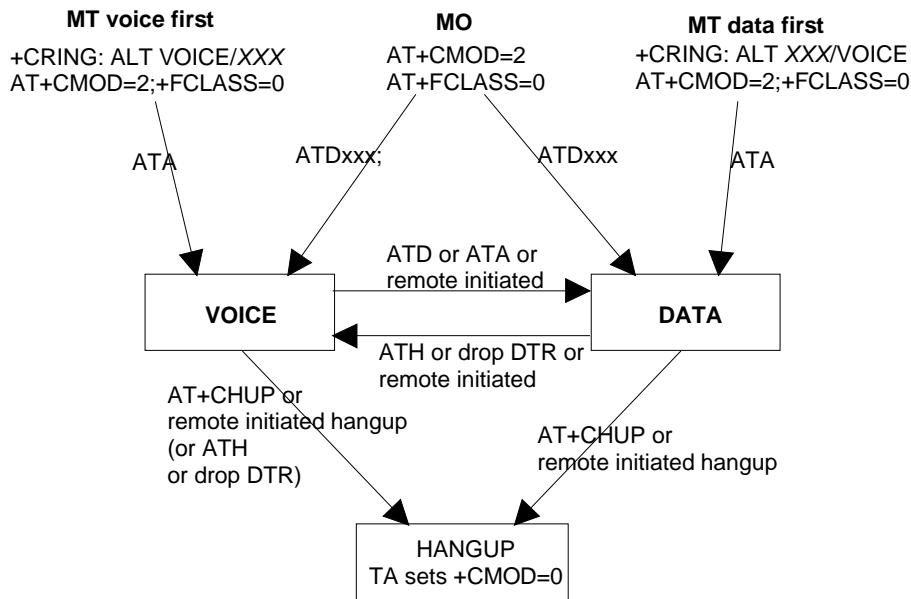 MT voice first
+CRING: ALT VOICE/XXX
AT+CMOD=2;+FCLASS=0
MO
AT+CMOD=2
AT+FCLASS=0
MT data first
+CRING: ALT XXX/VOICE
AT+CMOD=2;+FCLASS=0
ATA
ATDxxx;
ATDxxx
ATA
ATD or ATA or
remote initiated
VOICE
DATA
ATH or drop DTR or
remote initiated
AT+CHUP or
remote initiated hangup
(or ATH
or drop DTR)
AT+CHUP or
remote initiated hangup
HANGUP
TA sets +CMOD=0